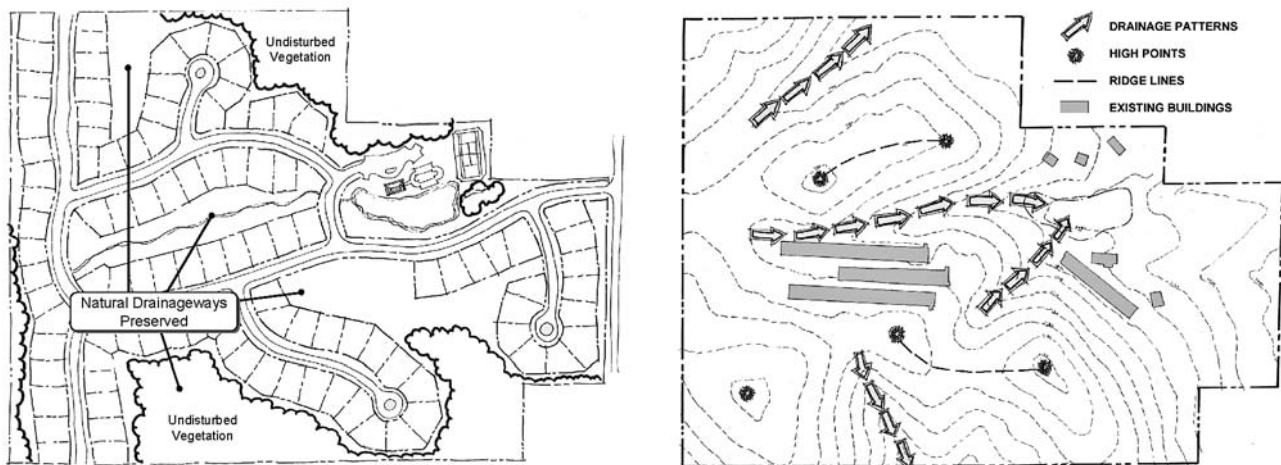 Undisturbed
Vegetation
Natural Drainageways
Preserved
Undisturbed
Vegetation
DRAINAGE PATTERNS
HIGH POINTS
RIDGE LINES
EXISTING BUILDINGS